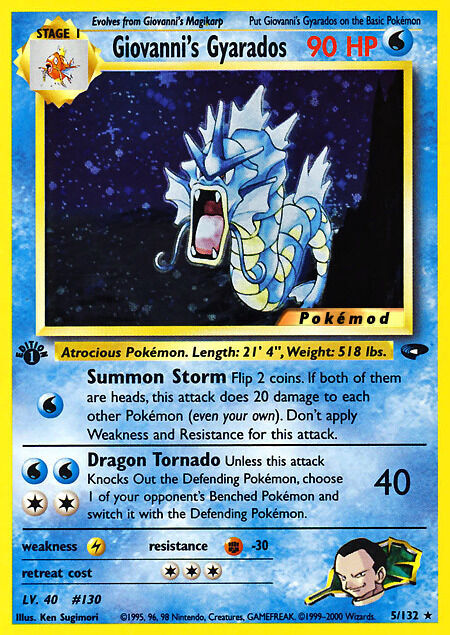 Evolves from Giovanni's Magikarp Put Giovanni's Gyarados on the Basic Pokémon
STAGE 1
Giovanni's Gyarados 90 HP
Pokémod
EDITION 1
Atrocious Pokémon. Length: 21' 4", Weight: 518 lbs.
Summon Storm Flip 2 coins. If both of them
are heads, this attack does 20 damage to each
other Pokémon (even your own). Don't apply
Weakness and Resistance for this attack.
Dragon Tornado Unless this attack
Knocks Out the Defending Pokémon, choose
1 of your opponent's Benched Pokémon and
switch it with the Defending Pokémon.
40
weakness resistance -30
retreat cost
LV. 40 #130
Illus. Ken Sugimori ©1995, 96, 98 Nintendo, Creatures, GAMEFREAK. ©1999-2000 Wizards. 5/132 ★